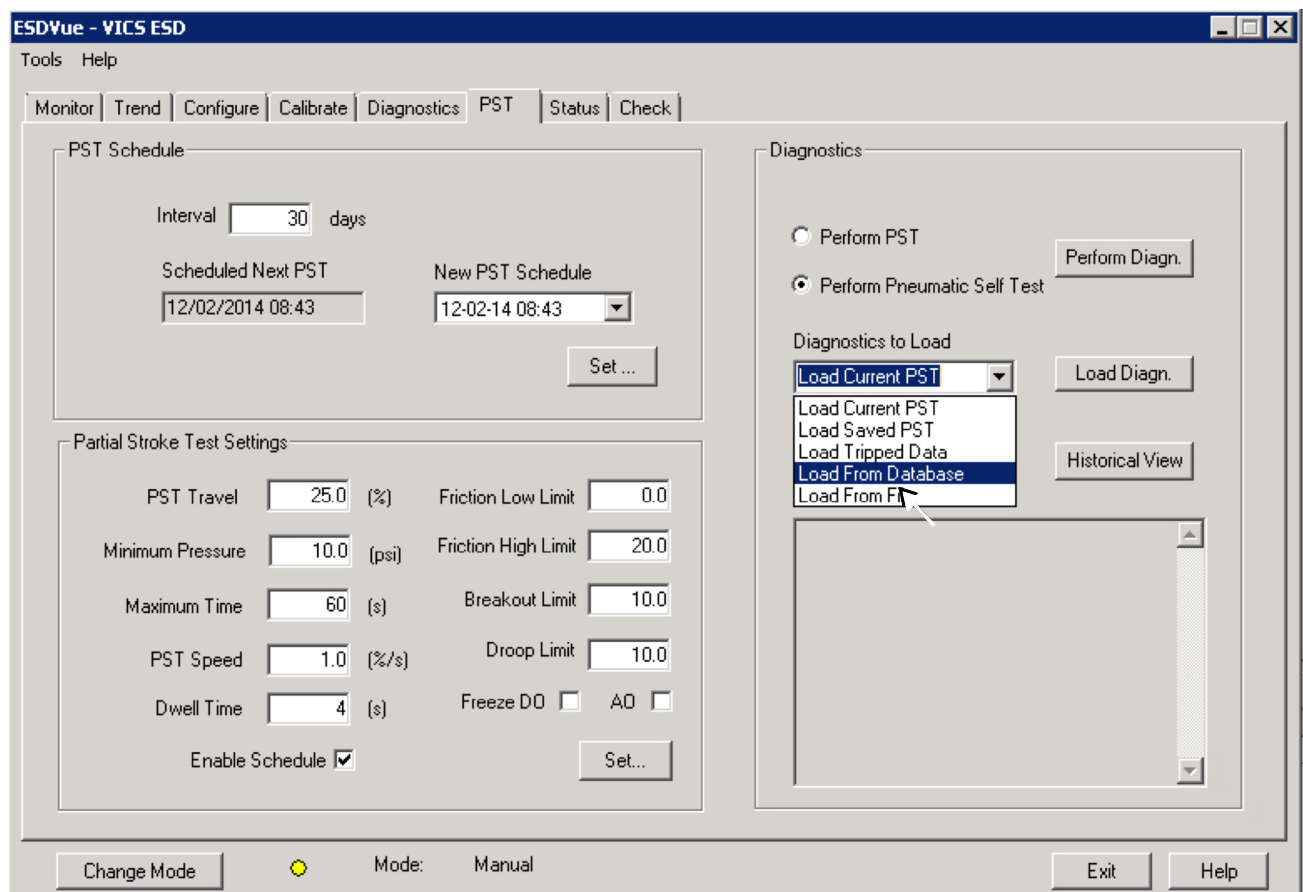 ESDVue - VICS ESD
Tools Help
Monitor Trend Configure Calibrate Diagnostics PST Status Check
PST Schedule
Interval 30 days
Scheduled Next PST New PST Schedule
12/02/2014 08:43 12-02-14 08:43
Set ...
Partial Stroke Test Settings
PST Travel 25.0 (%) Friction Low Limit 0.0
Minimum Pressure 10.0 (psi) Friction High Limit 20.0
Maximum Time 60 (s) Breakout Limit 10.0
PST Speed 1.0 (%/s) Droop Limit 10.0
Dwell Time 4 (s) Freeze DO AO
Enable Schedule Set...
Diagnostics
Perform PST
Perform Diagn.
Perform Pneumatic Self Test
Diagnostics to Load
Load Current PST Load Diagn.
Load Current PST
Load Saved PST
Load Tripped Data
Load From Database
Load From
Historical View
Change Mode Mode: Manual Exit Help